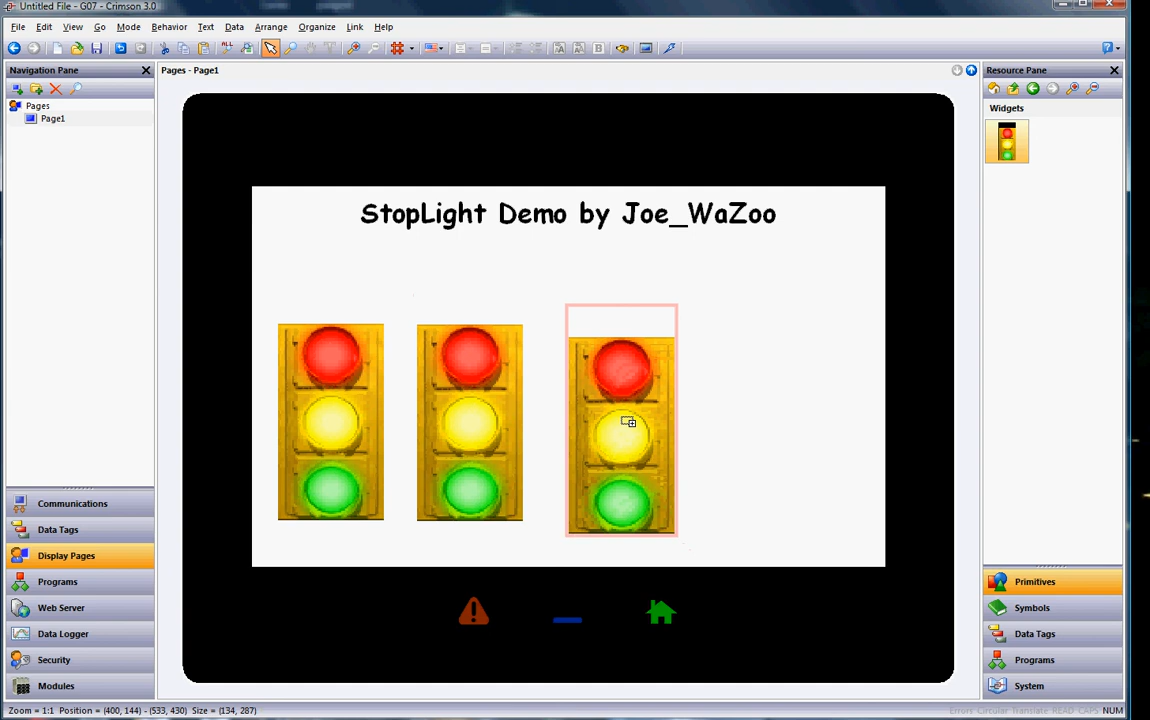 Untitled File - G07 - Crimson 3.0
File Edit View Go Mode Behavior Text Data Arrange Organize Link Help
Navigation Pane
Pages - Page1
Resource Pane
Pages
Page1
Widgets
StopLight Demo by Joe_WaZoo
Communications
Data Tags
Display Pages
Programs
Web Server
Data Logger
Security
Modules
Primitives
Symbols
Data Tags
Programs
System
Zoom = 1:1 Position = (400, 144) - (533, 430) Size = (134, 287)
Errors Circular Translate READ CAPS NUM